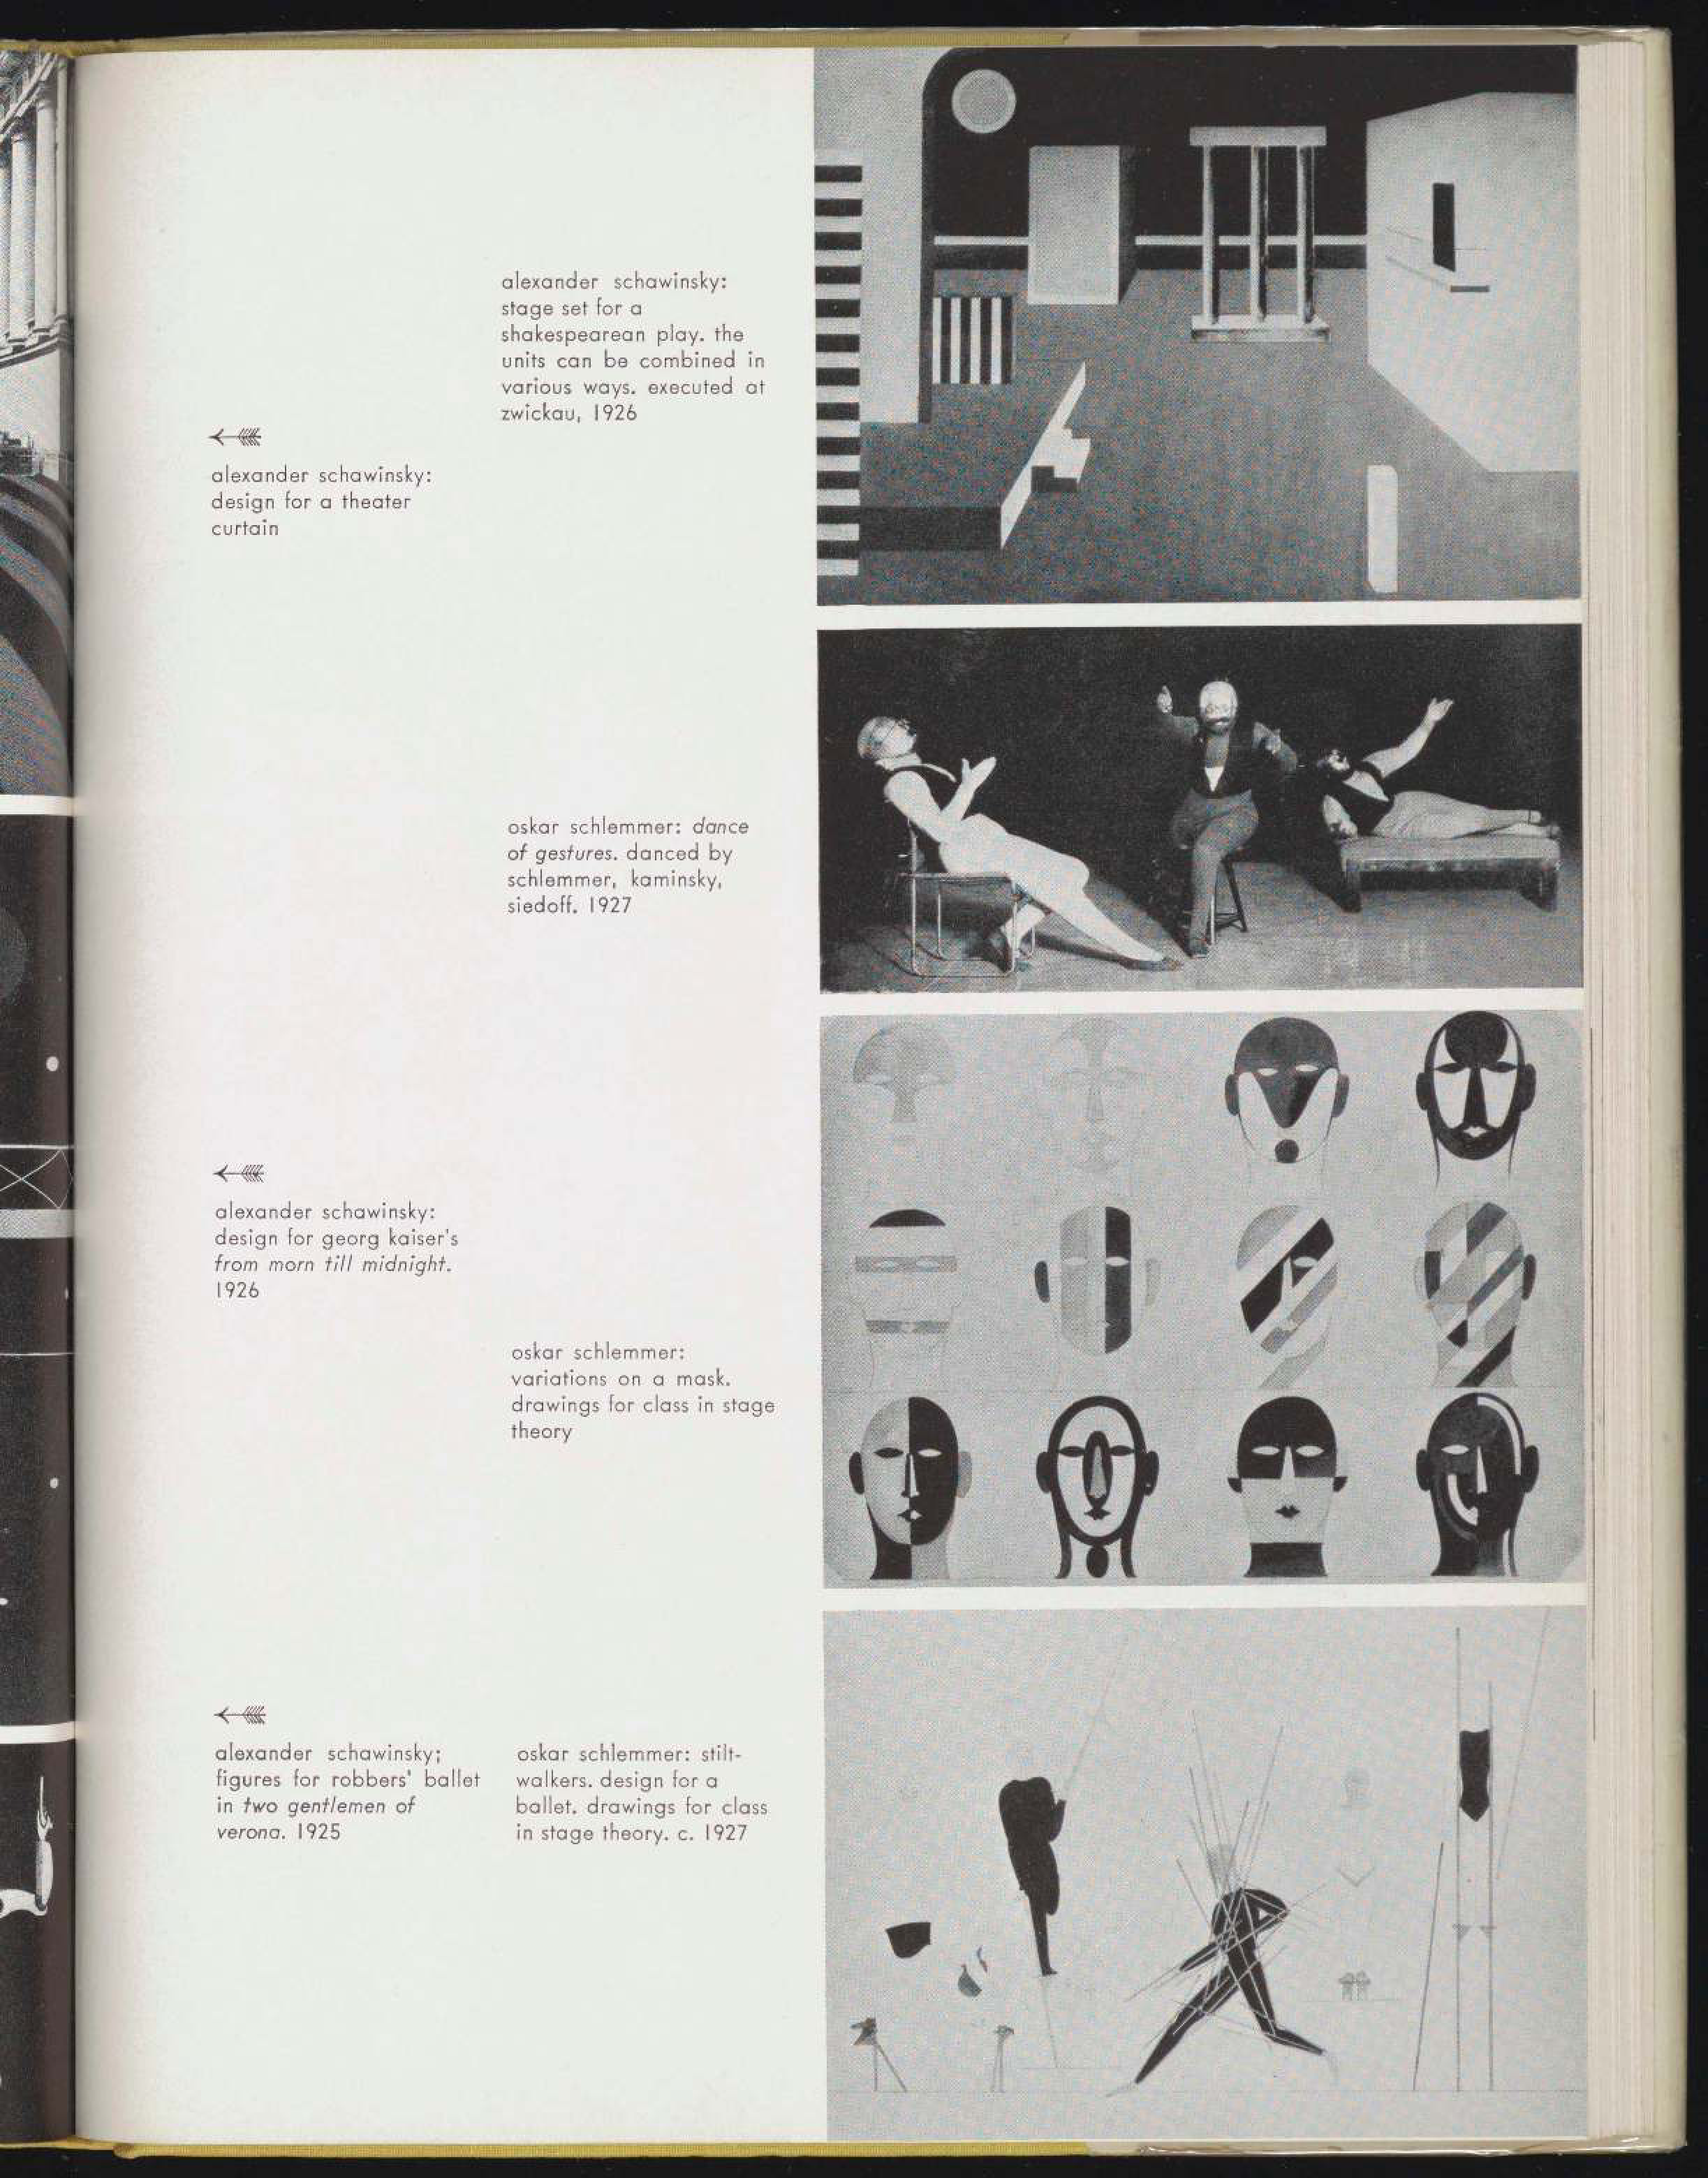 alexander schawinsky:
stage set for a
shakespearean play. the
units can be combined in
various ways. executed at
zwickau, 1926
alexander schawinsky:
design for a theater
curtain
oskar schlemmer: dance
of gestures. danced by
schlemmer, kaminsky,
siedoff. 1927
alexander schawinsky:
design for georg kaiser's
from morn till midnight.
1926
oskar schlemmer:
variations on a mask.
drawings for class in stage
theory
alexander schawinsky;
figures for robbers' ballet
in two gentlemen of
verona. 1925
oskar schlemmer: stilt-
walkers. design for a
ballet. drawings for class
in stage theory. c. 1927